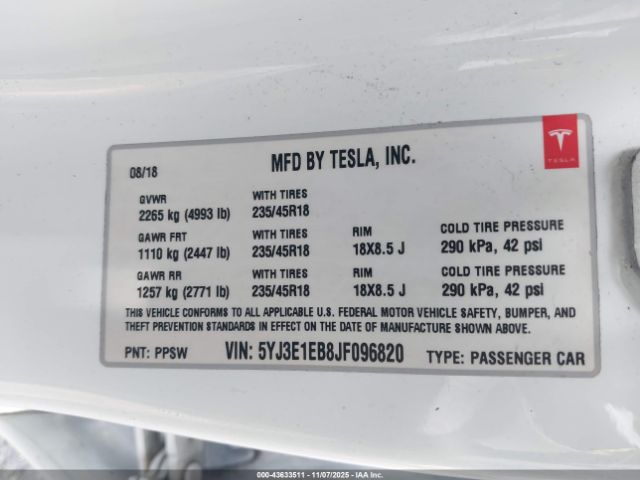 08/18
MFD BY TESLA, INC.
TESLA
GVWR WITH TIRES
2265 kg (4993 lb) 235/45R18
GAWR FRT WITH TIRES RIM COLD TIRE PRESSURE
1110 kg (2447 lb) 235/45R18 18X8.5 J 290 kPa, 42 psi
GAWR RR WITH TIRES RIM COLD TIRE PRESSURE
1257 kg (2771 lb) 235/45R18 18X8.5 J 290 kPa, 42 psi
THIS VEHICLE CONFORMS TO ALL APPLICABLE U.S. FEDERAL MOTOR VEHICLE SAFETY, BUMPER, AND
THEFT PREVENTION STANDARDS IN EFFECT ON THE DATE OF MANUFACTURE SHOWN ABOVE.
PNT: PPSW VIN: 5YJ3E1EB8JF096820 TYPE: PASSENGER CAR
000-43633511 - 11/07/2025 - IAAI.COM